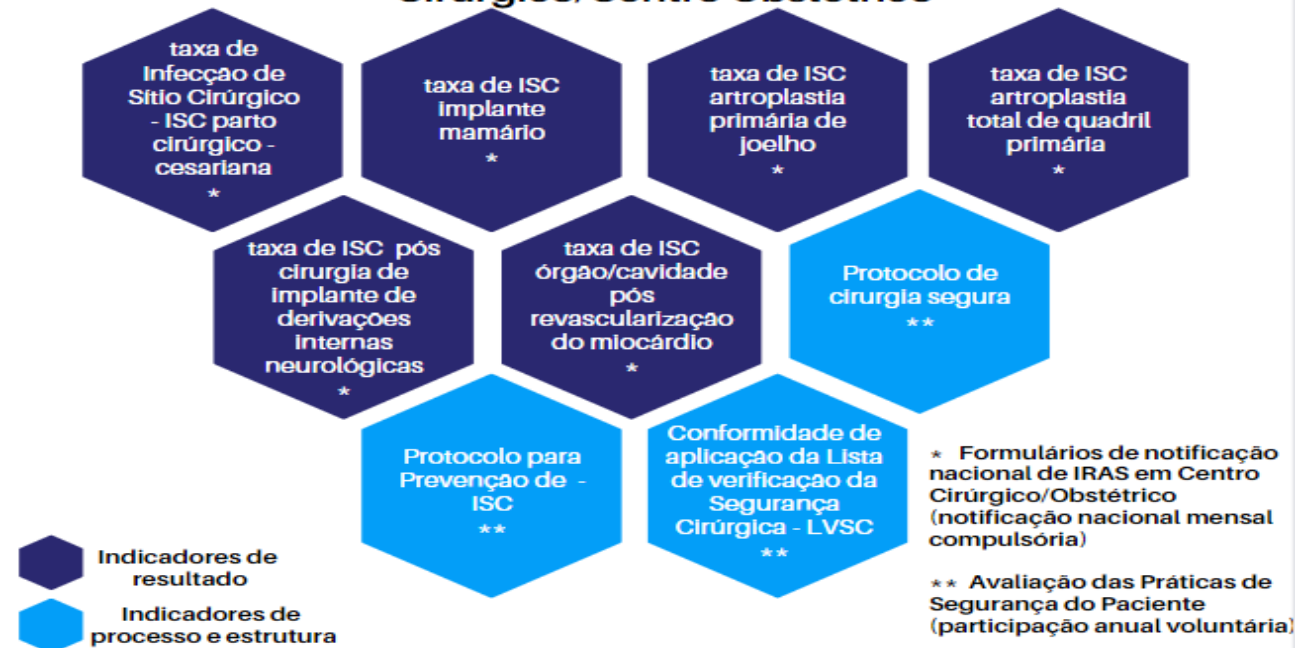 Cirúrgico/Centro Obstétrico
taxa de
Infecção de
Sítio Cirúrgico
- ISC parto
cirúrgico -
cesariana
*
taxa de ISC
implante
mamário
*
taxa de ISC
artroplastia
primária de
joelho
*
taxa de ISC
artroplastia
total de quadril
primária
*
taxa de ISC pós
cirurgia de
implante de
derivações
internas
neurológicas
*
taxa de ISC
órgão/cavidade
pós
revascularização
do miocárdio
*
Protocolo de
cirurgia segura
**
Protocolo para
Prevenção de -
ISC
**
Conformidade de
aplicação da Lista
de verificação da
Segurança
Cirúrgica - LVSC
**
* Formulários de notificação
nacional de IRAS em Centro
Cirúrgico/Obstétrico
(notificação nacional mensal
compulsória)
** Avaliação das Práticas de
Segurança do Paciente
(participação anual voluntária)
Indicadores de
resultado
Indicadores de
processo e estrutura